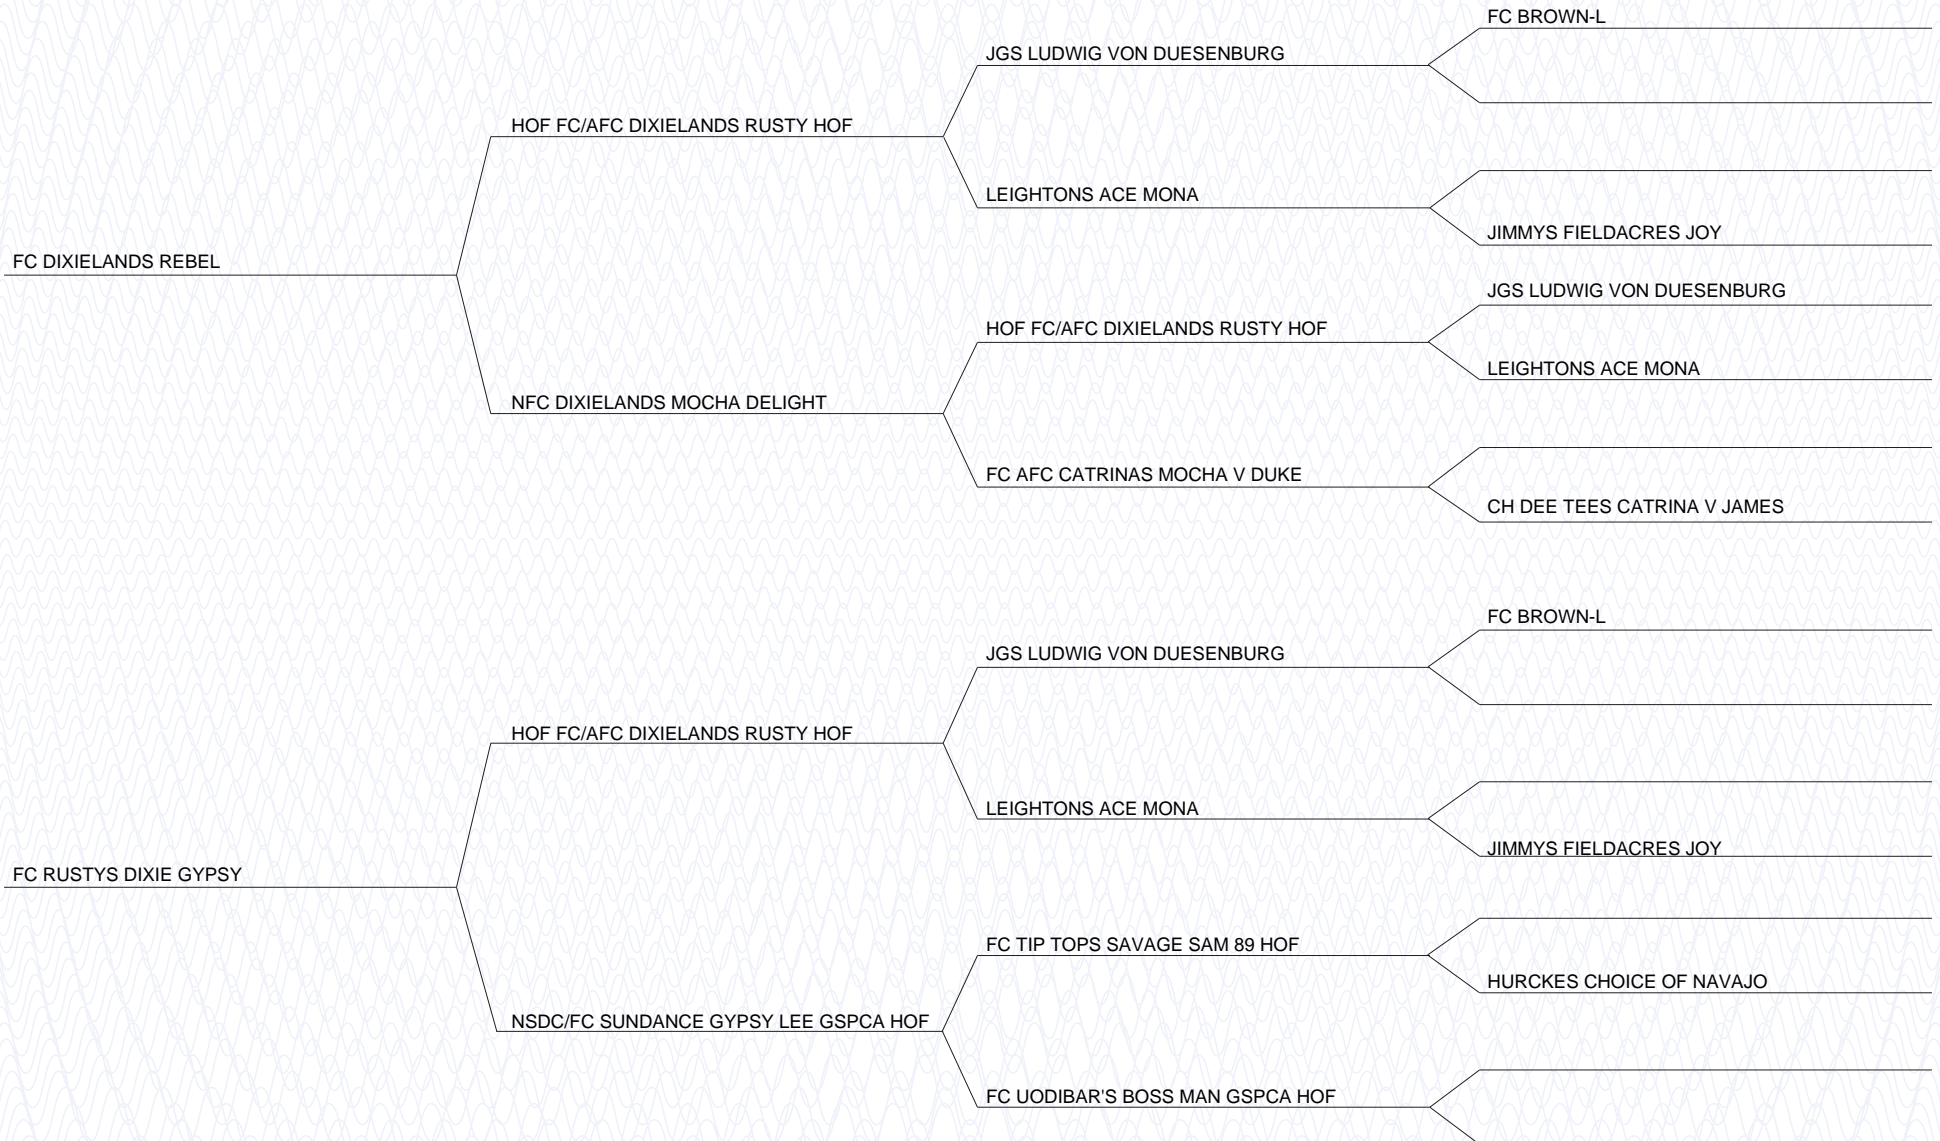 FC BROWN-L
JGS LUDWIG VON DUESENBURG
HOF FC/AFC DIXIELANDS RUSTY HOF
LEIGHTONS ACE MONA
JIMMYS FIELDACRES JOY
FC DIXIELANDS REBEL
JGS LUDWIG VON DUESENBURG
HOF FC/AFC DIXIELANDS RUSTY HOF
LEIGHTONS ACE MONA
NFC DIXIELANDS MOCHA DELIGHT
FC AFC CATRINAS MOCHA V DUKE
CH DEE TEES CATRINA V JAMES
FC BROWN-L
JGS LUDWIG VON DUESENBURG
HOF FC/AFC DIXIELANDS RUSTY HOF
LEIGHTONS ACE MONA
JIMMYS FIELDACRES JOY
FC RUSTYS DIXIE GYPSY
FC TIP TOPS SAVAGE SAM 89 HOF
HURCKES CHOICE OF NAVAJO
NSDC/FC SUNDANCE GYPSY LEE GSPCA HOF
FC UODIBAR'S BOSS MAN GSPCA HOF